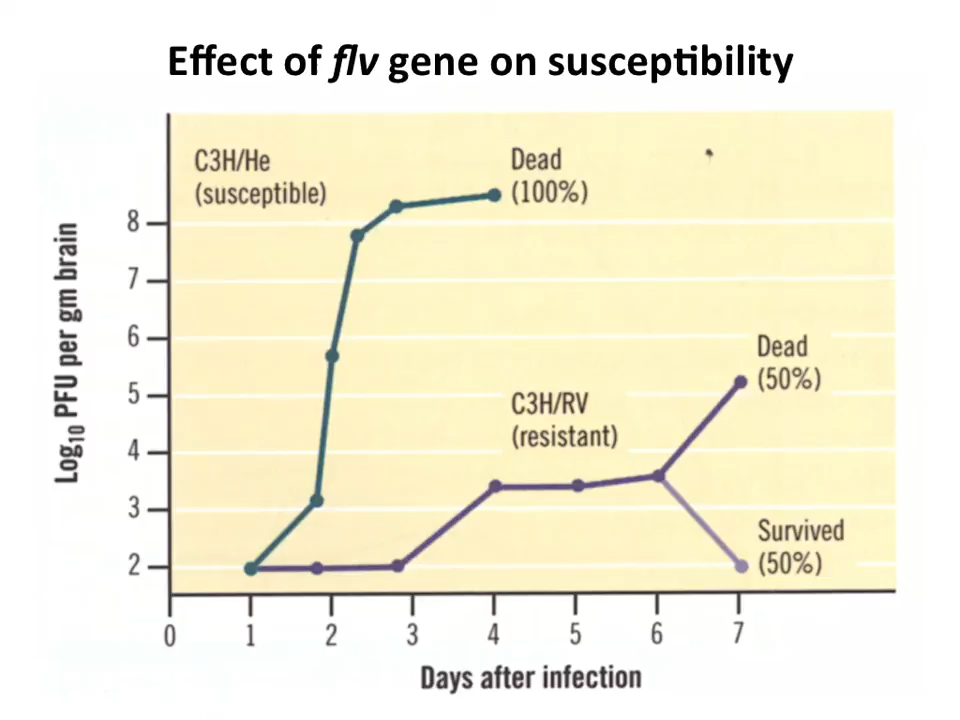 Effect of flv gene on susceptibility
C3H/He
(susceptible)
Dead
(100%)
8
7
6
5
4
3
2
Log10 PFU per gm brain
Dead
(50%)
C3H/RV
(resistant)
Survived
(50%)
0 1 2 3 4 5 6 7
Days after infection